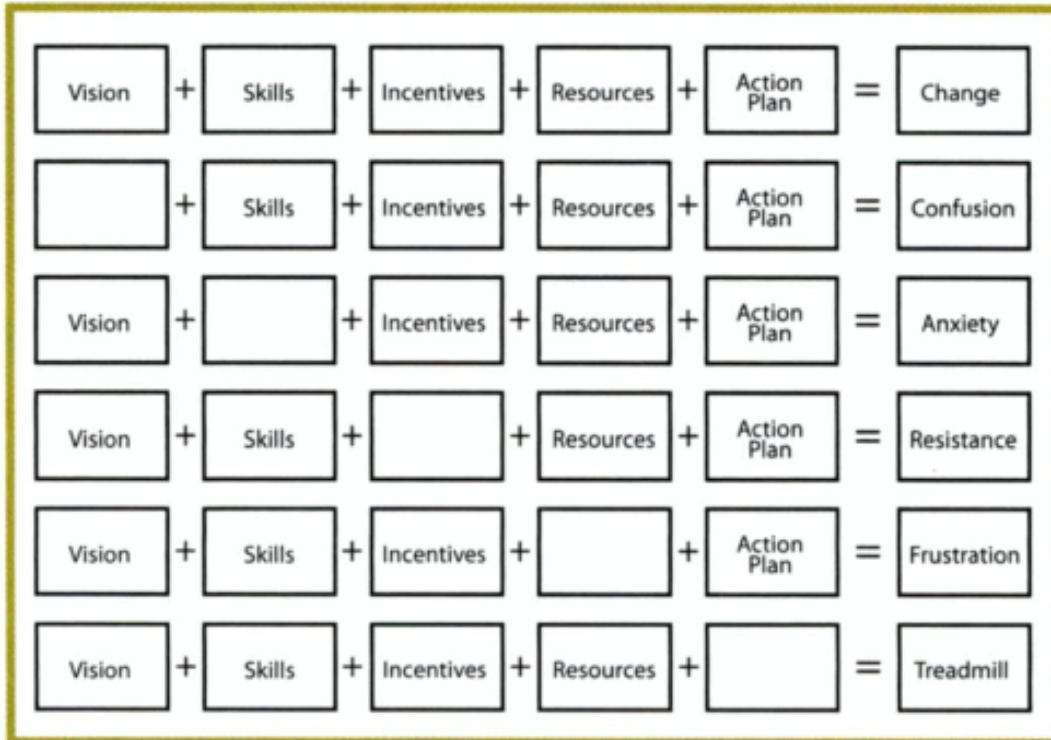 Vision + Skills + Incentives + Resources + Action Plan = Change
+ Skills + Incentives + Resources + Action Plan = Confusion
Vision + + Incentives + Resources + Action Plan = Anxiety
Vision + Skills + + Resources + Action Plan = Resistance
Vision + Skills + Incentives + + Action Plan = Frustration
Vision + Skills + Incentives + Resources + = Treadmill